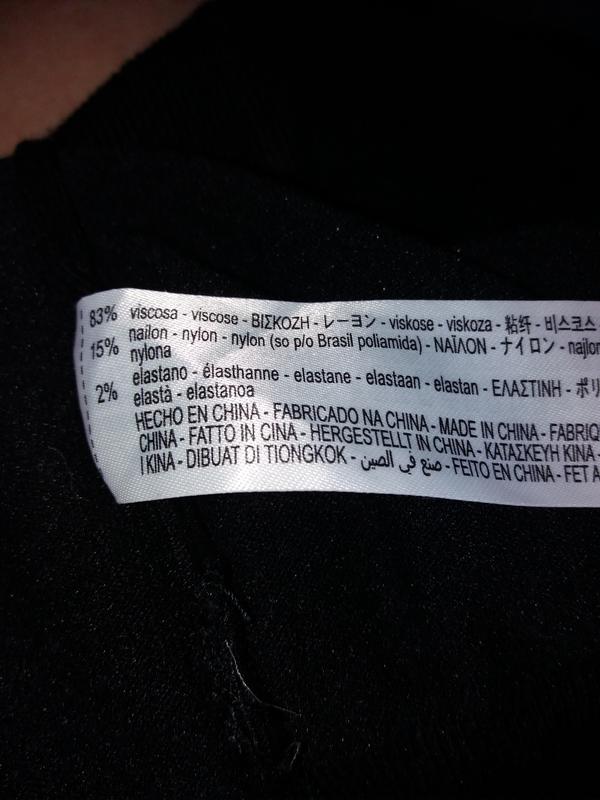 83% viscosa - viscose - ΒΙΣΚΟΖΗ - レーヨン - viskose - viskoza - 粘纤 - 비스코스
15% nailon - nylon - nylon (so p/o Brasil poliamida) - ΝΑΪΛΟΝ - ナイロン - najlon
nylona
2% elastano - élasthanne - elastane - elastaan - elastan - ΕΛΑΣΤΙΝΗ - ポリ
elastà - elastanoa
HECHO EN CHINA - FABRICADO NA CHINA - MADE IN CHINA - FABRIQ
CHINA - FATTO IN CINA - HERGESTELLT IN CHINA - ΚΑΤΑΣΚΕΥΗ ΚΙΝΑ -
I KINA - DIBUAT DI TIONGKOK - صنع في الصين - FEITO EN CHINA - FET A